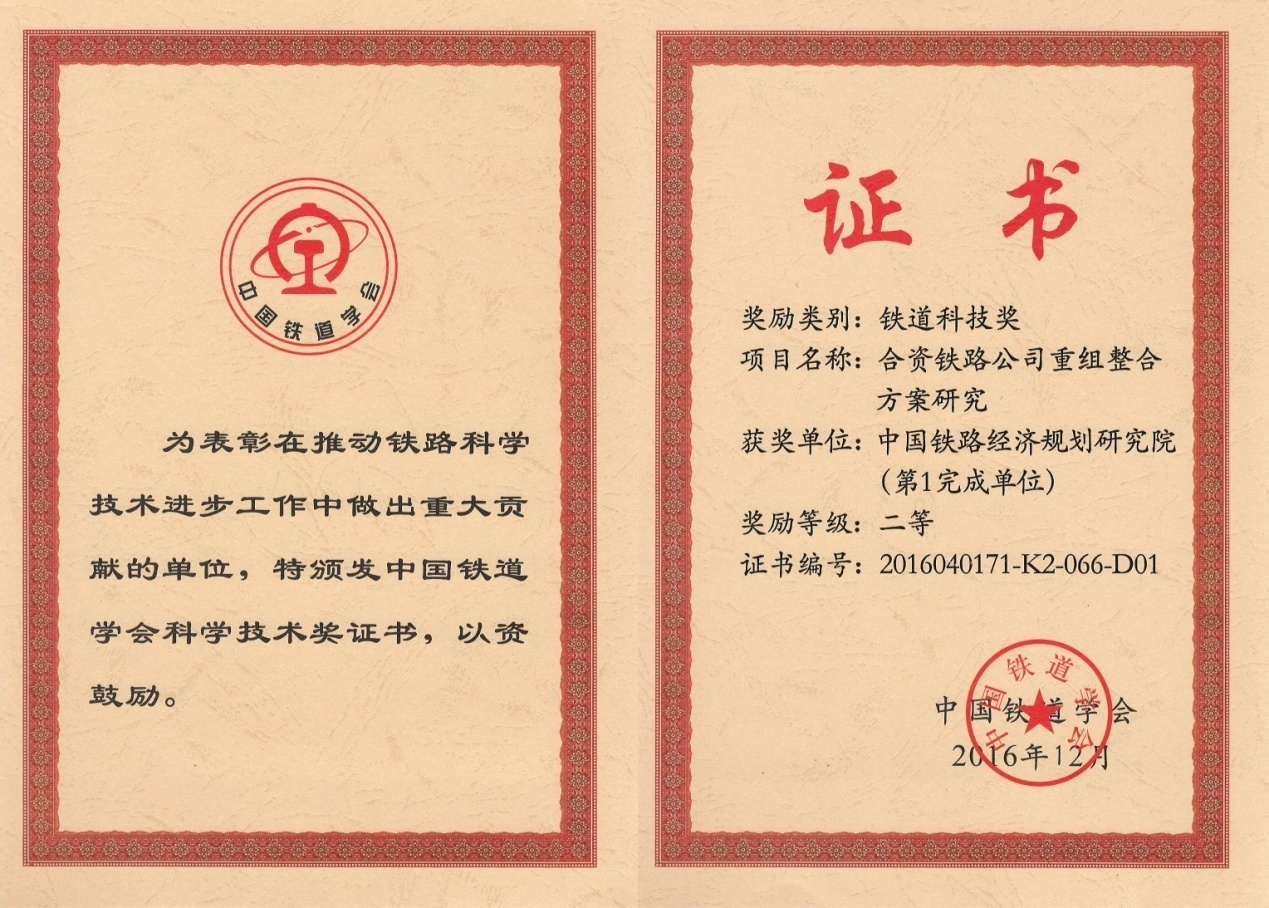 中国铁道学会
为表彰在推动铁路科学
技术进步工作中做出重大贡
献的单位，特颁发中国铁道
学会科学技术奖证书，以资
鼓励。
证书
奖励类别：铁道科技奖
项目名称：合资铁路公司重组整合
方案研究
获奖单位：中国铁路经济规划研究院
（第1完成单位）
奖励等级：二等
证书编号：2016040171-K2-066-D01
中国铁道学会
2016年12月
中国铁道学会